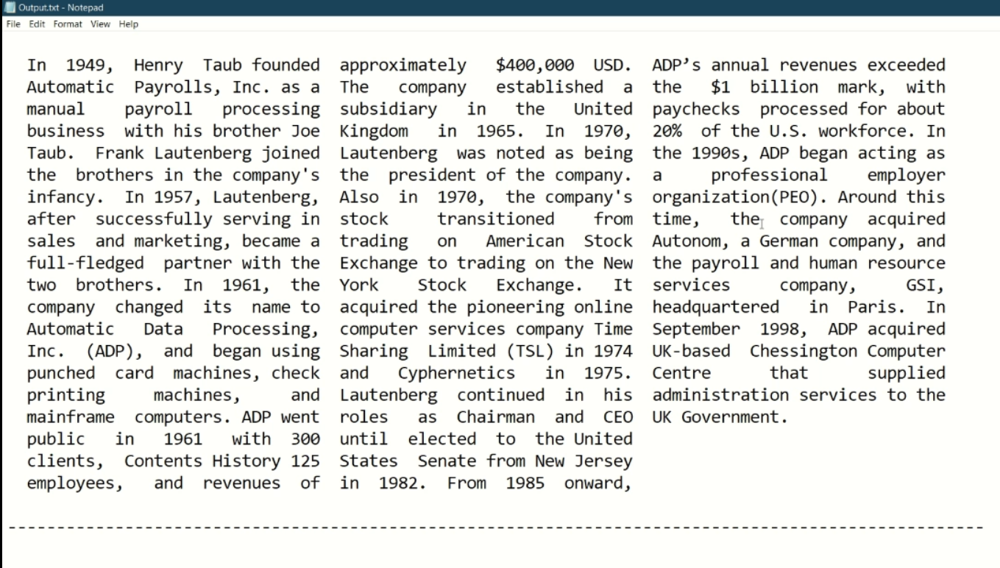 Output.txt - Notepad
File Edit Format View Help
In 1949, Henry Taub founded
Automatic Payrolls, Inc. as a
manual payroll processing
business with his brother Joe
Taub. Frank Lautenberg joined
the brothers in the company's
infancy. In 1957, Lautenberg,
after successfully serving in
sales and marketing, became a
full-fledged partner with the
two brothers. In 1961, the
company changed its name to
Automatic Data Processing,
Inc. (ADP), and began using
punched card machines, check
printing machines, and
mainframe computers. ADP went
public in 1961 with 300
clients, Contents History 125
employees, and revenues of
approximately $400,000 USD.
The company established a
subsidiary in the United
Kingdom in 1965. In 1970,
Lautenberg was noted as being
the president of the company.
Also in 1970, the company's
stock transitioned from
trading on American Stock
Exchange to trading on the New
York Stock Exchange. It
acquired the pioneering online
computer services company Time
Sharing Limited (TSL) in 1974
and Cyphernetics in 1975.
Lautenberg continued in his
roles as Chairman and CEO
until elected to the United
States Senate from New Jersey
in 1982. From 1985 onward,
ADP’s annual revenues exceeded
the $1 billion mark, with
paychecks processed for about
20% of the U.S. workforce. In
the 1990s, ADP began acting as
a professional employer
organization(PEO). Around this
time, the company acquired
Autonom, a German company, and
the payroll and human resource
services company, GSI,
headquartered in Paris. In
September 1998, ADP acquired
UK-based Chessington Computer
Centre that supplied
administration services to the
UK Government.